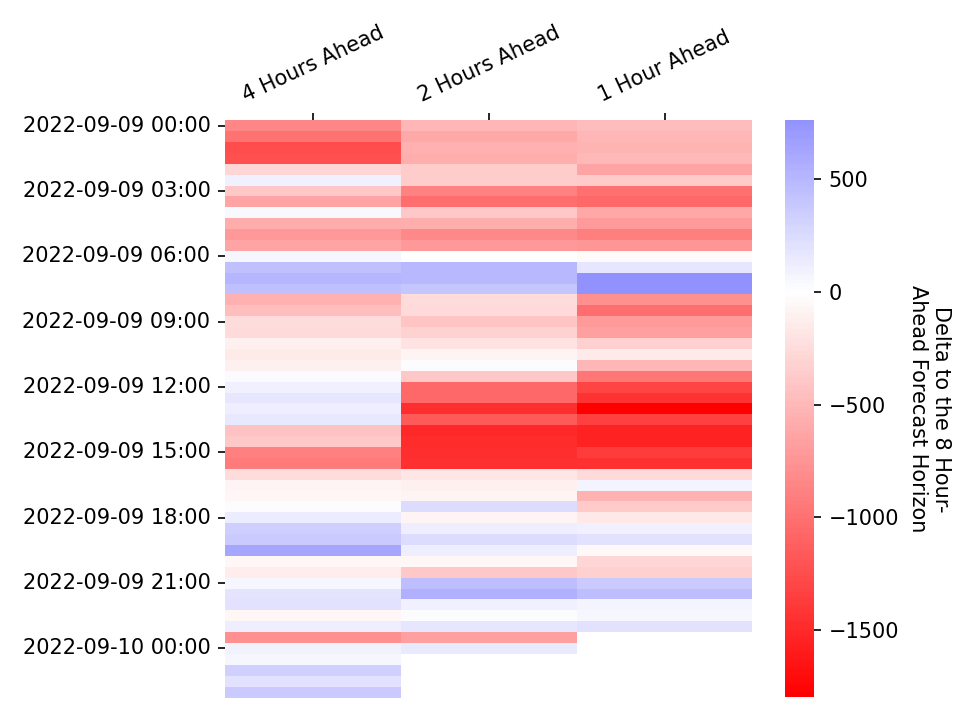 4 Hours Ahead
2 Hours Ahead
1 Hour Ahead
2022-09-09 00:00
2022-09-09 03:00
2022-09-09 06:00
2022-09-09 09:00
2022-09-09 12:00
2022-09-09 15:00
2022-09-09 18:00
2022-09-09 21:00
2022-09-10 00:00
500
0
−500
−1000
−1500
Delta to the 8 Hour-
Ahead Forecast Horizon